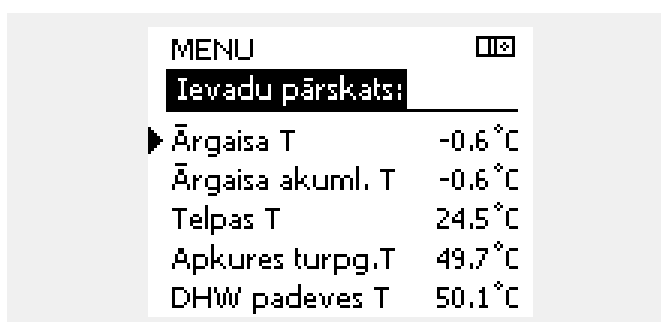 MENU
Ievadu pārskats:
Ārgaisa T -0.6°C
Ārgaisa akuml. T -0.6°C
Telpas T 24.5°C
Apkures turpg.T 49.7°C
DHW padeves T 50.1°C